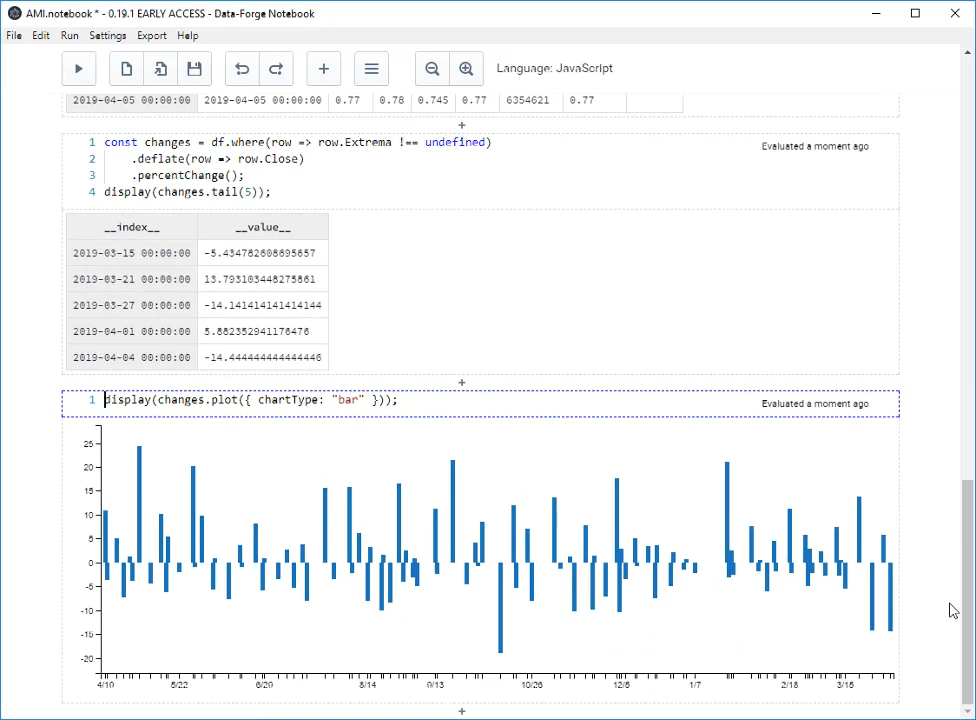 AMI.notebook * - 0.19.1 EARLY ACCESS - Data-Forge Notebook
File Edit Run Settings Export Help
Language: JavaScript
2019-04-05 00:00:00 2019-04-05 00:00:00 0.77 0.78 0.745 0.77 6354621 0.77
1 const changes = df.where(row => row.Extrema !== undefined)
Evaluated a moment ago
2 .deflate(row => row.Close)
3 .percentChange();
4 display(changes.tail(5));
__index__ __value__
2019-03-15 00:00:00 -5.434782608695657
2019-03-21 00:00:00 13.793103448275861
2019-03-27 00:00:00 -14.141414141414144
2019-04-01 00:00:00 5.882352941176476
2019-04-04 00:00:00 -14.444444444444446
1 display(changes.plot({ chartType: "bar" }));
Evaluated a moment ago
25
20
15
10
5
0
-5
-10
-15
-20
4/10 5/22 6/20 8/14 9/13 10/26 12/5 1/7 2/18 3/18